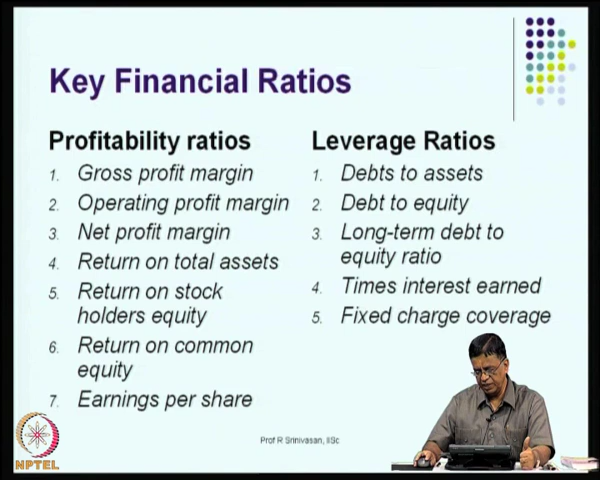 Key Financial Ratios
Profitability ratios
1. Gross profit margin
2. Operating profit margin
3. Net profit margin
4. Return on total assets
5. Return on stock
holders equity
6. Return on common
equity
7. Earnings per share
Leverage Ratios
1. Debts to assets
2. Debt to equity
3. Long-term debt to
equity ratio
4. Times interest earned
5. Fixed charge coverage
Prof R Srinivasan, IISc
NPTEL